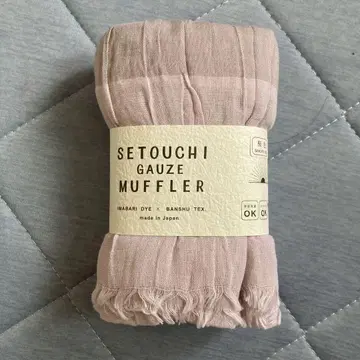 SETOUCHI
GAUZE
MUFFLER
IMABARI DYE × BANSHU TEX.
made in Japan
OK OK